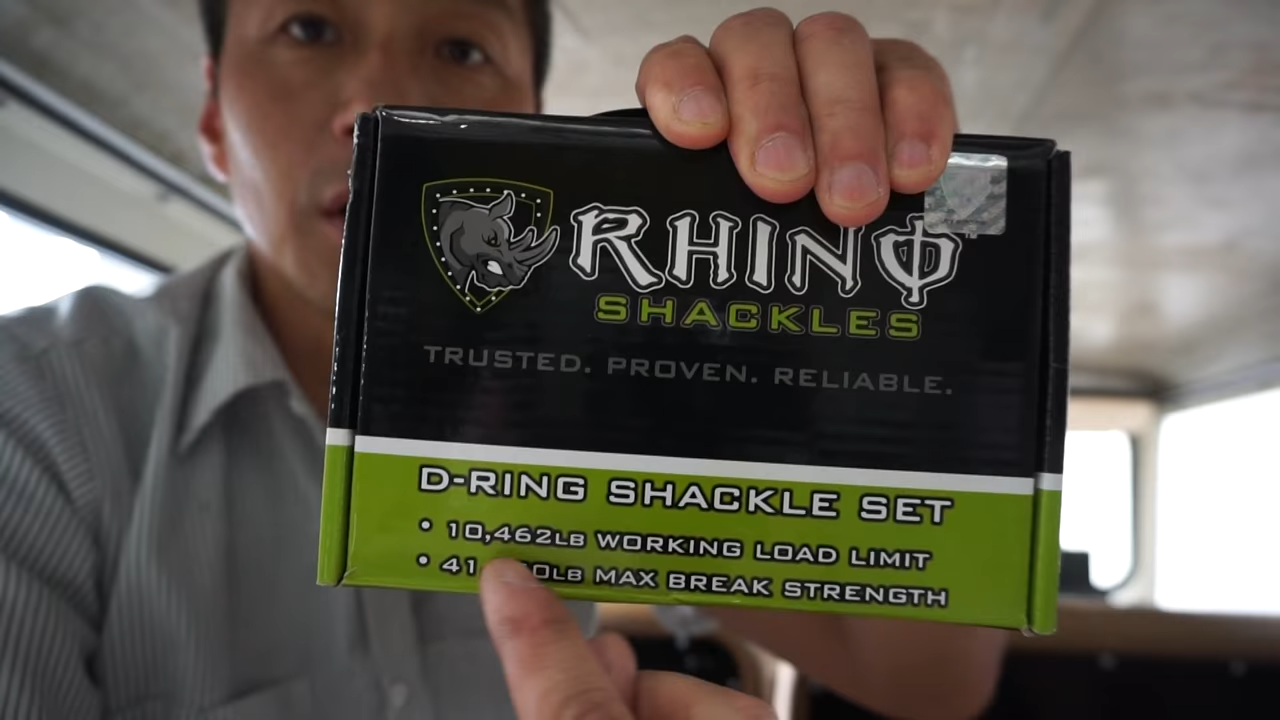 RHINO
SHACKLES
TRUSTED. PROVEN. RELIABLE.
D-RING SHACKLE SET
• 10,462LB WORKING LOAD LIMIT
• MAX BREAK STRENGTH